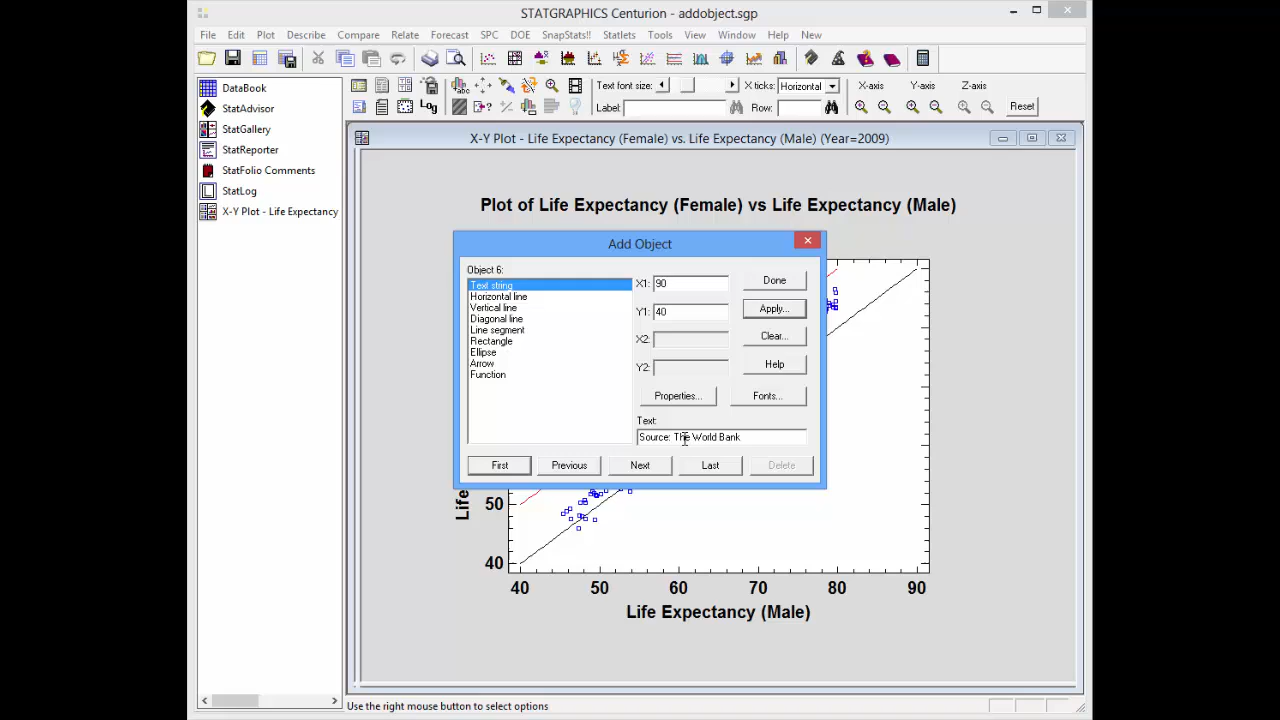 STATGRAPHICS Centurion - addobject.sgp
File Edit Plot Describe Compare Relate Forecast SPC DOE SnapStats!! Statlets Tools View Window Help New
Text font size: X ticks: Horizontal X-axis Y-axis Z-axis
Log Label: Row: Reset
DataBook
StatAdvisor
StatGallery
StatReporter
StatFolio Comments
StatLog
X-Y Plot - Life Expectancy
X-Y Plot - Life Expectancy (Female) vs. Life Expectancy (Male) (Year=2009)
Plot of Life Expectancy (Female) vs Life Expectancy (Male)
Add Object
Object 6:
Text string
Horizontal line
Vertical line
Diagonal line
Line segment
Rectangle
Ellipse
Arrow
Function
X1: 90
Y1: 40
X2:
Y2:
Done
Apply...
Clear...
Help
Properties... Fonts...
Text
Source: The World Bank
First Previous Next Last Delete
Life
50
40
40 50 60 70 80 90
Life Expectancy (Male)
Use the right mouse button to select options